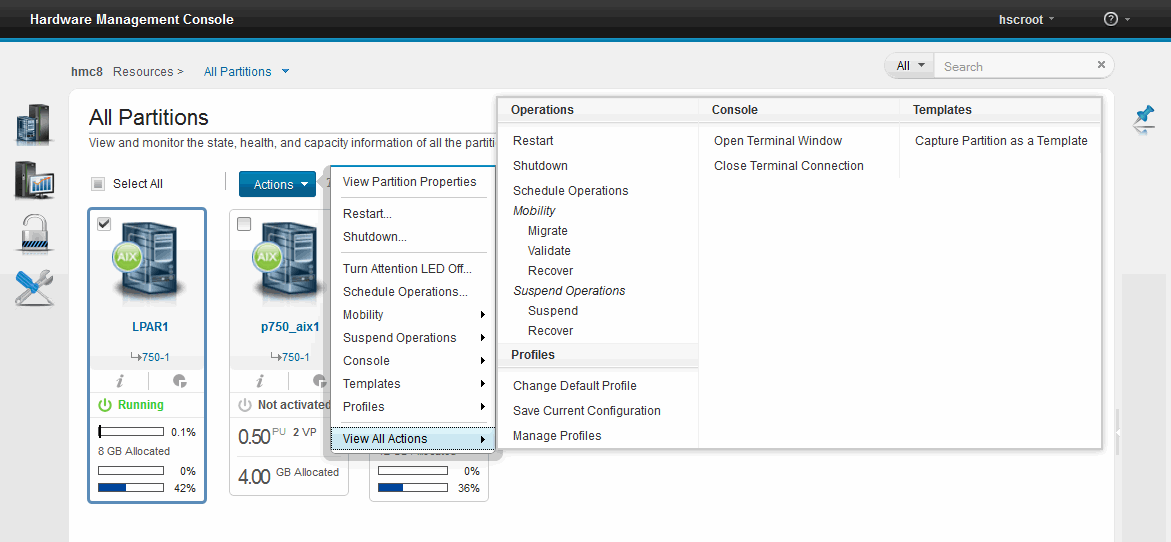 Hardware Management Console
hscroot
?
hmc8 Resources > All Partitions
All
Search
All Partitions
View and monitor the state, health, and capacity information of all the partiti
Select All
Actions
LPAR1
AIX
750-1
i
Running
0.1%
8 GB Allocated
0%
42%
p750_aix1
AIX
750-1
i
Not activated
0.50 PU 2 VP
4.00 GB Allocated
0%
36%
View Partition Properties
Restart...
Shutdown...
Turn Attention LED Off...
Schedule Operations...
Mobility
Suspend Operations
Console
Templates
Profiles
View All Actions
Operations
Restart
Shutdown
Schedule Operations
Mobility
Migrate
Validate
Recover
Suspend Operations
Suspend
Recover
Profiles
Change Default Profile
Save Current Configuration
Manage Profiles
Console
Open Terminal Window
Close Terminal Connection
Templates
Capture Partition as a Template